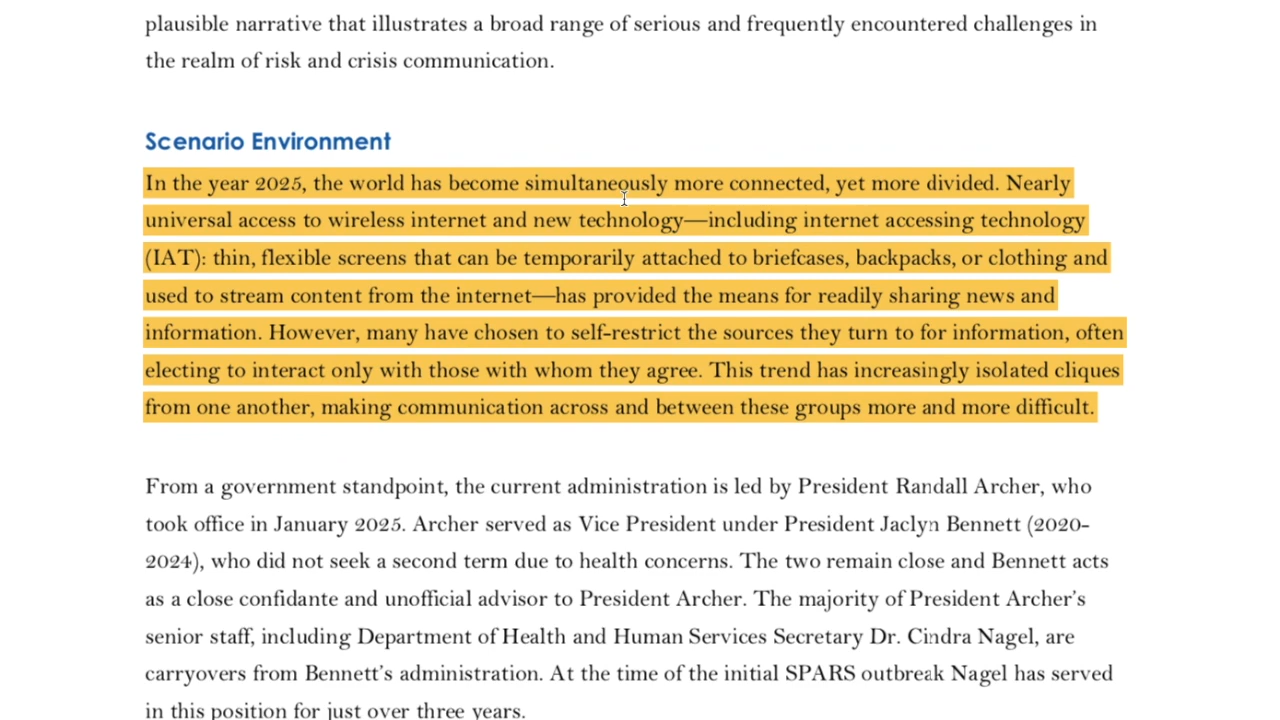 plausible narrative that illustrates a broad range of serious and frequently encountered challenges in
the realm of risk and crisis communication.
Scenario Environment
In the year 2025, the world has become simultaneously more connected, yet more divided. Nearly
universal access to wireless internet and new technology—including internet accessing technology
(IAT): thin, flexible screens that can be temporarily attached to briefcases, backpacks, or clothing and
used to stream content from the internet—has provided the means for readily sharing news and
information. However, many have chosen to self-restrict the sources they turn to for information, often
electing to interact only with those with whom they agree. This trend has increasingly isolated cliques
from one another, making communication across and between these groups more and more difficult.
From a government standpoint, the current administration is led by President Randall Archer, who
took office in January 2025. Archer served as Vice President under President Jaclyn Bennett (2020-
2024), who did not seek a second term due to health concerns. The two remain close and Bennett acts
as a close confidante and unofficial advisor to President Archer. The majority of President Archer's
senior staff, including Department of Health and Human Services Secretary Dr. Cindra Nagel, are
carryovers from Bennett's administration. At the time of the initial SPARS outbreak Nagel has served
in this position for just over three years.